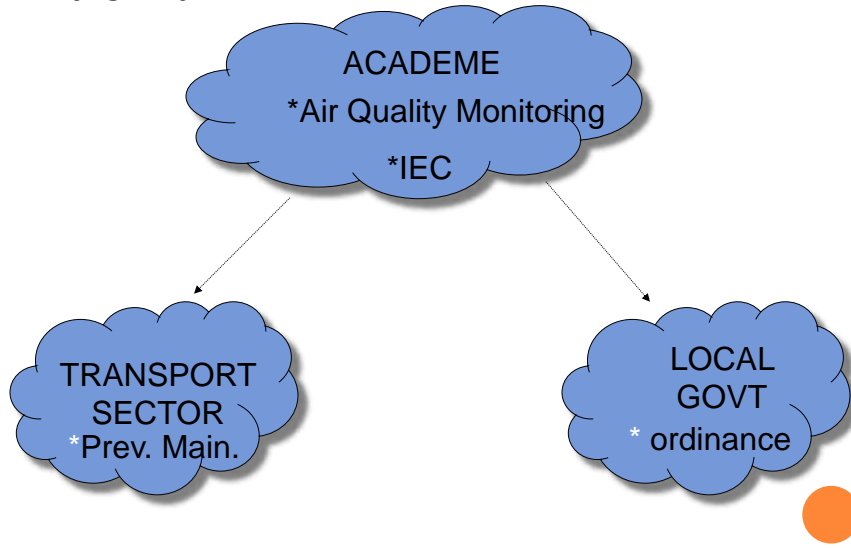 ACADEME
*Air Quality Monitoring
*IEC
TRANSPORT
SECTOR
*Prev. Main.
LOCAL
GOVT
* ordinance